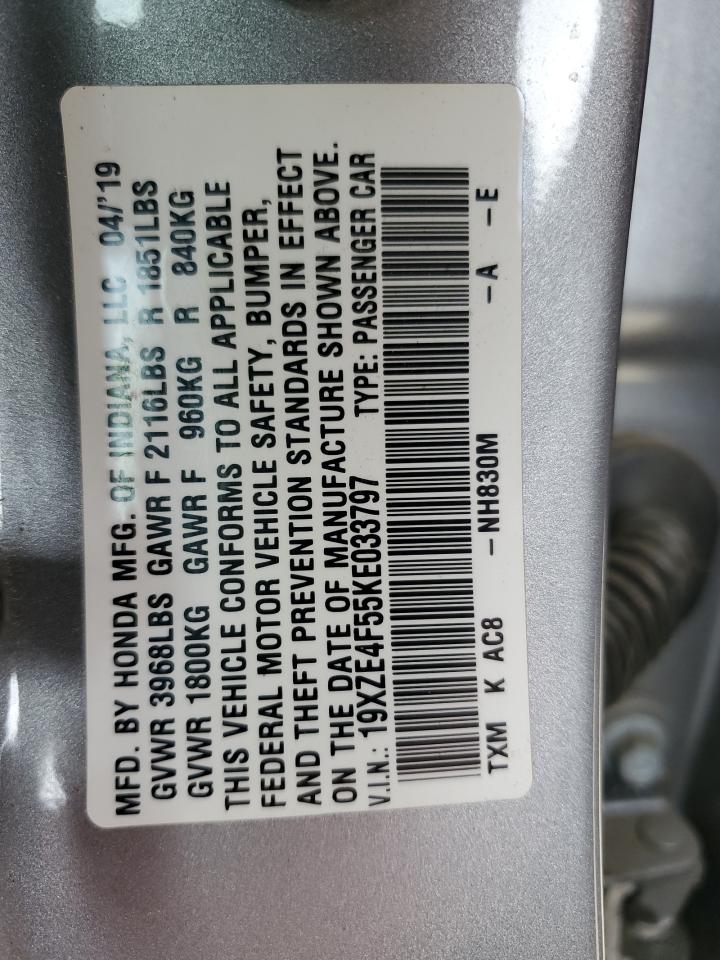 MFD. BY HONDA MFG. OF INDIANA, LLC 04/'19
GVWR 3968LBS GAWR F 2116LBS R 1851LBS
GVWR 1800KG GAWR F 960KG R 840KG
THIS VEHICLE CONFORMS TO ALL APPLICABLE
FEDERAL MOTOR VEHICLE SAFETY, BUMPER,
AND THEFT PREVENTION STANDARDS IN EFFECT
ON THE DATE OF MANUFACTURE SHOWN ABOVE.
V.I.N.: 19XZE4F55KE033797 TYPE: PASSENGER CAR
TXM K AC8 -NH830M -A -E